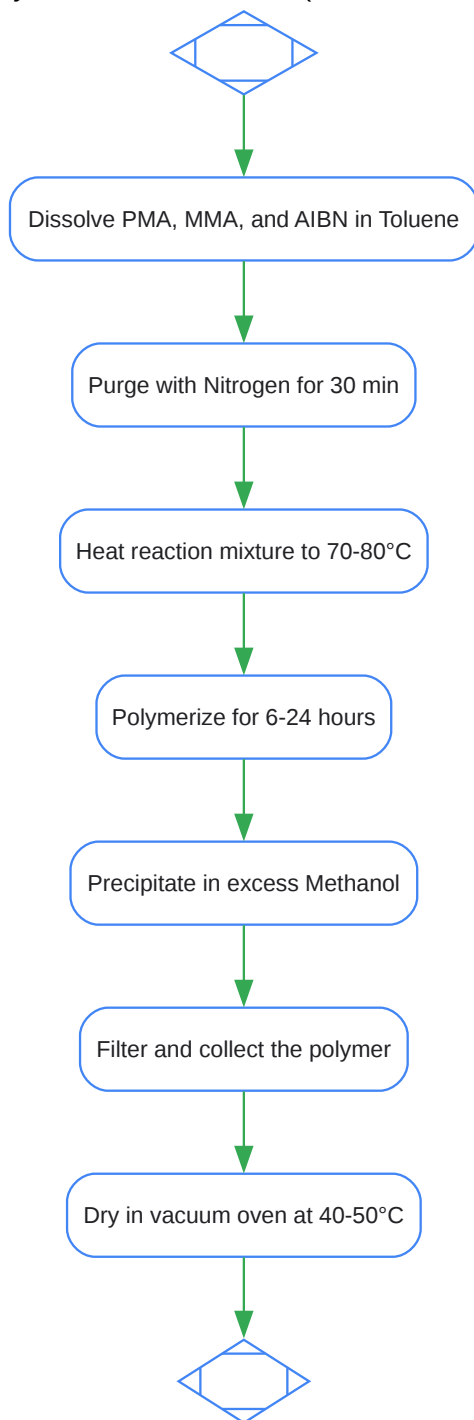 Dissolve PMA, MMA, and AIBN in Toluene
Purge with Nitrogen for 30 min
Heat reaction mixture to 70-80°C
Polymerize for 6-24 hours
Precipitate in excess Methanol
Filter and collect the polymer
Dry in vacuum oven at 40-50°C